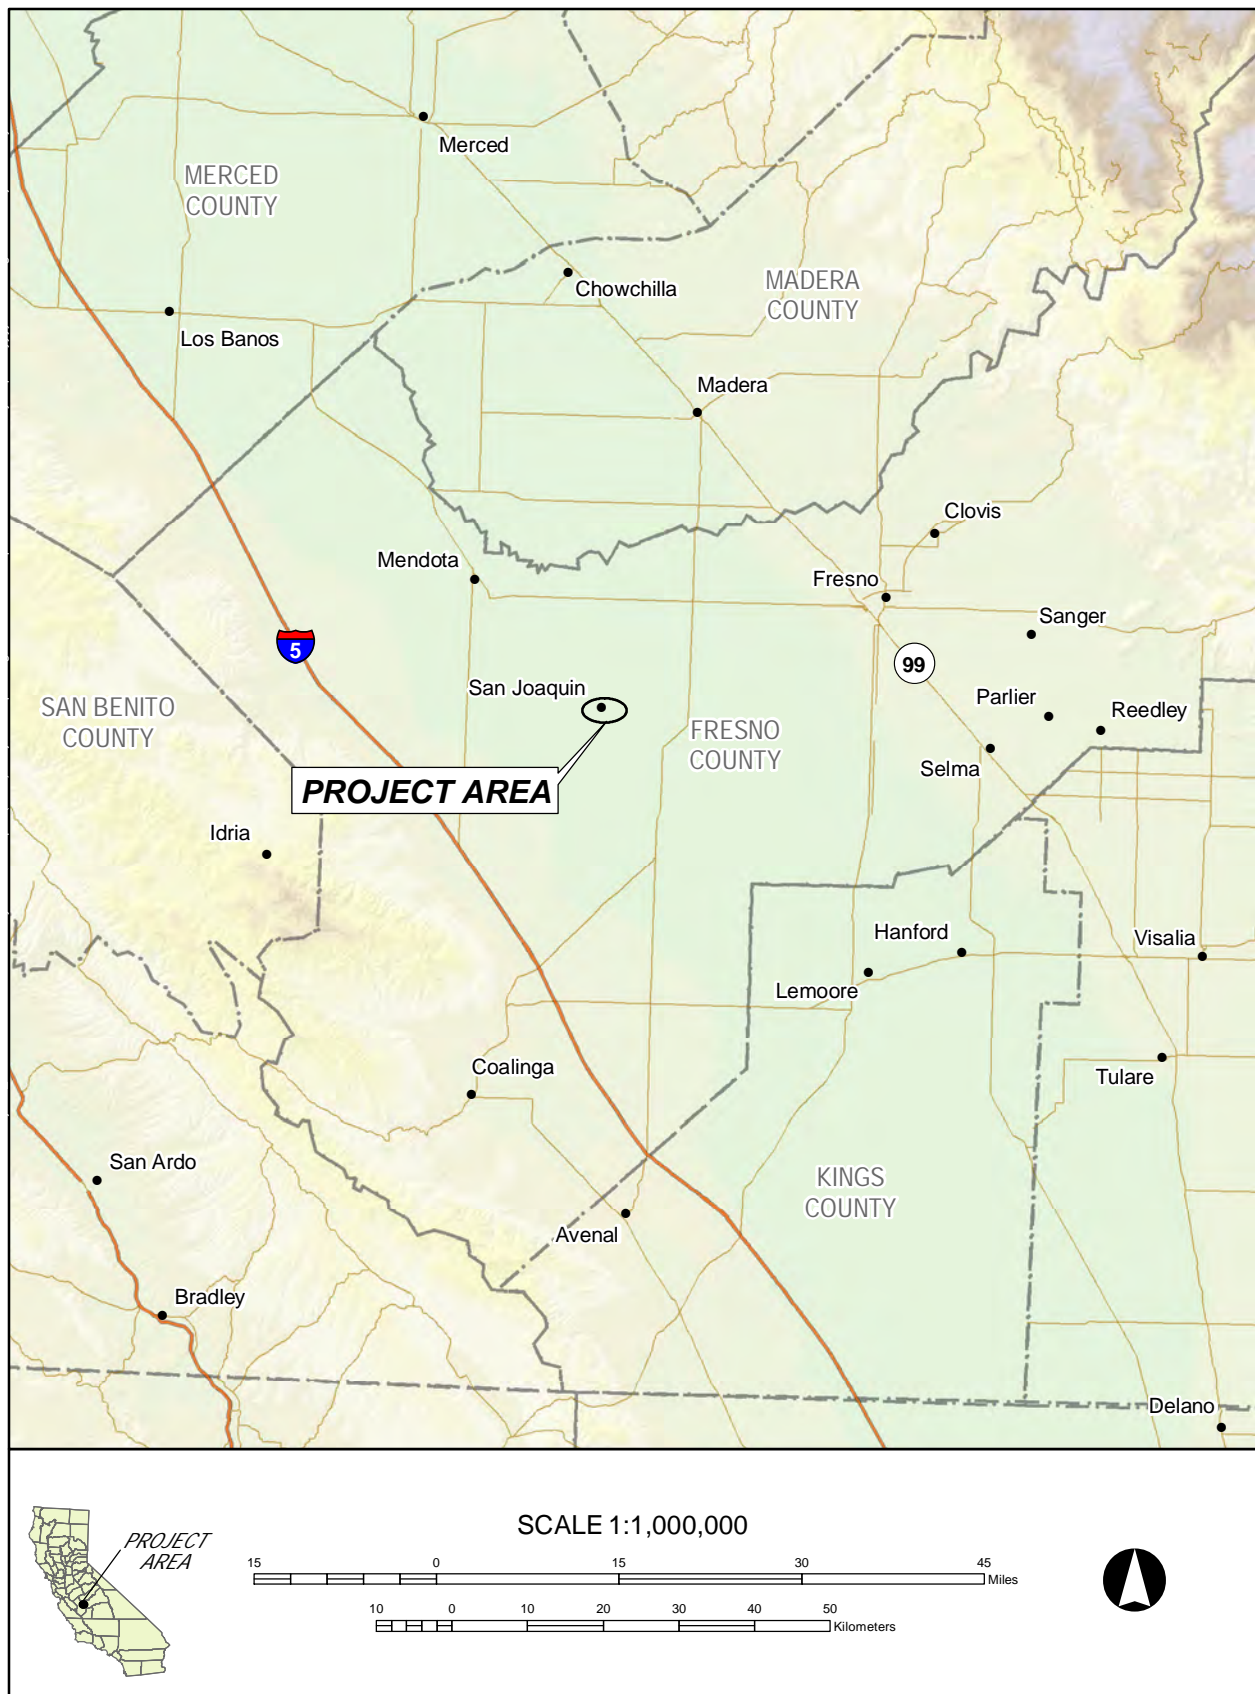 Merced
MERCED
COUNTY
Chowchilla
MADERA
COUNTY
Los Banos
Madera
Clovis
Mendota
Fresno
Sanger
5
99
San Joaquin
SAN BENITO
COUNTY
FRESNO
COUNTY
Parlier
Reedley
Selma
PROJECT AREA
Idria
Hanford
Visalia
Lemoore
Coalinga
Tulare
San Ardo
KINGS
COUNTY
Avenal
Bradley
Delano
SCALE 1:1,000,000
PROJECT
AREA
15 0 15 30 45
Miles
10 0 10 20 30 40 50
Kilometers